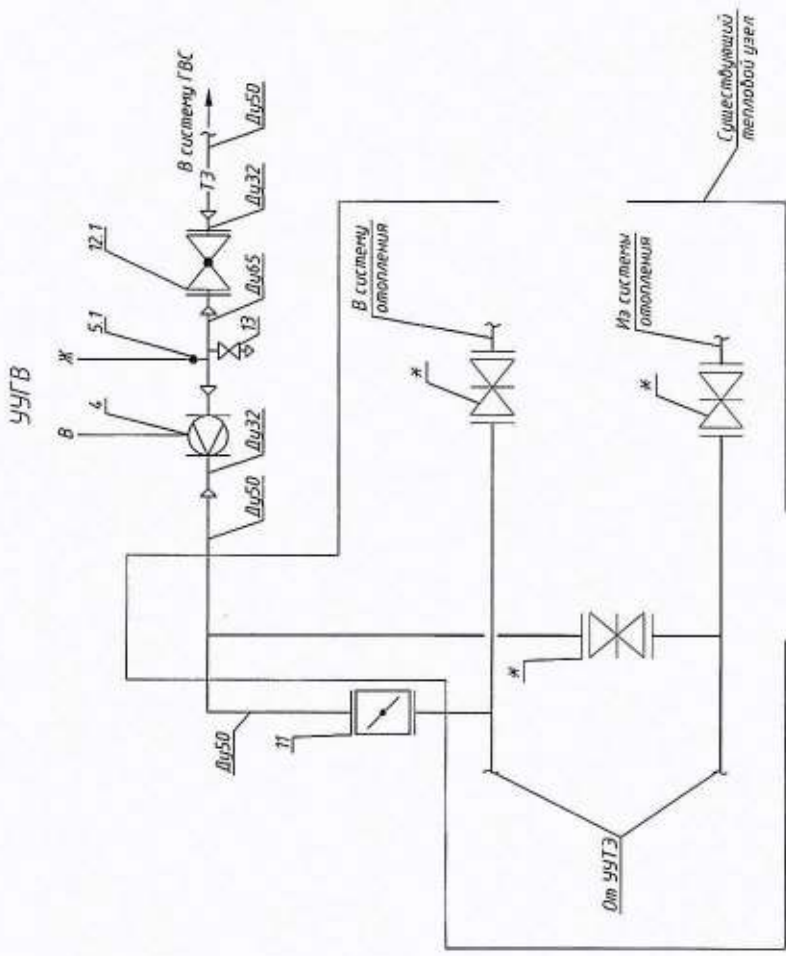 УУГВ
В
Ж
4
5.1
12.1
13
В систему ГВС
Т3
Ду50
Ду32
Ду65
Ду32
Ду50
Ду50
11
ж
ж
ж
В систему
отопления
Из системы
отопления
От УУТЭ
Существующий
тепловой узел